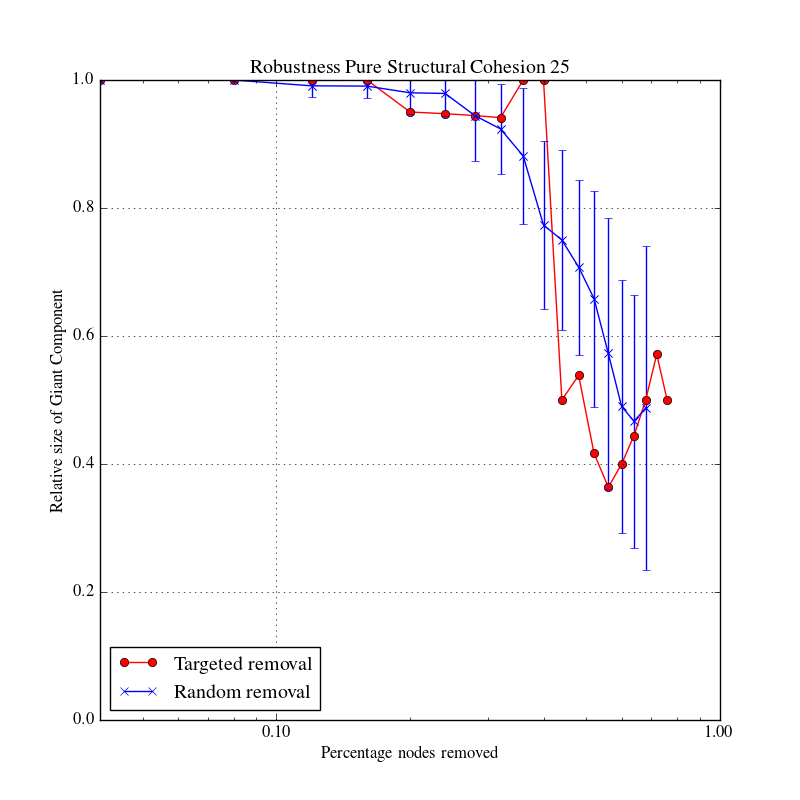 Robustness Pure Structural Cohesion 25
1.0
0.8
0.6
0.4
0.2
0.0
Relative size of Giant Component
Targeted removal
Random removal
0.10
1.00
Percentage nodes removed